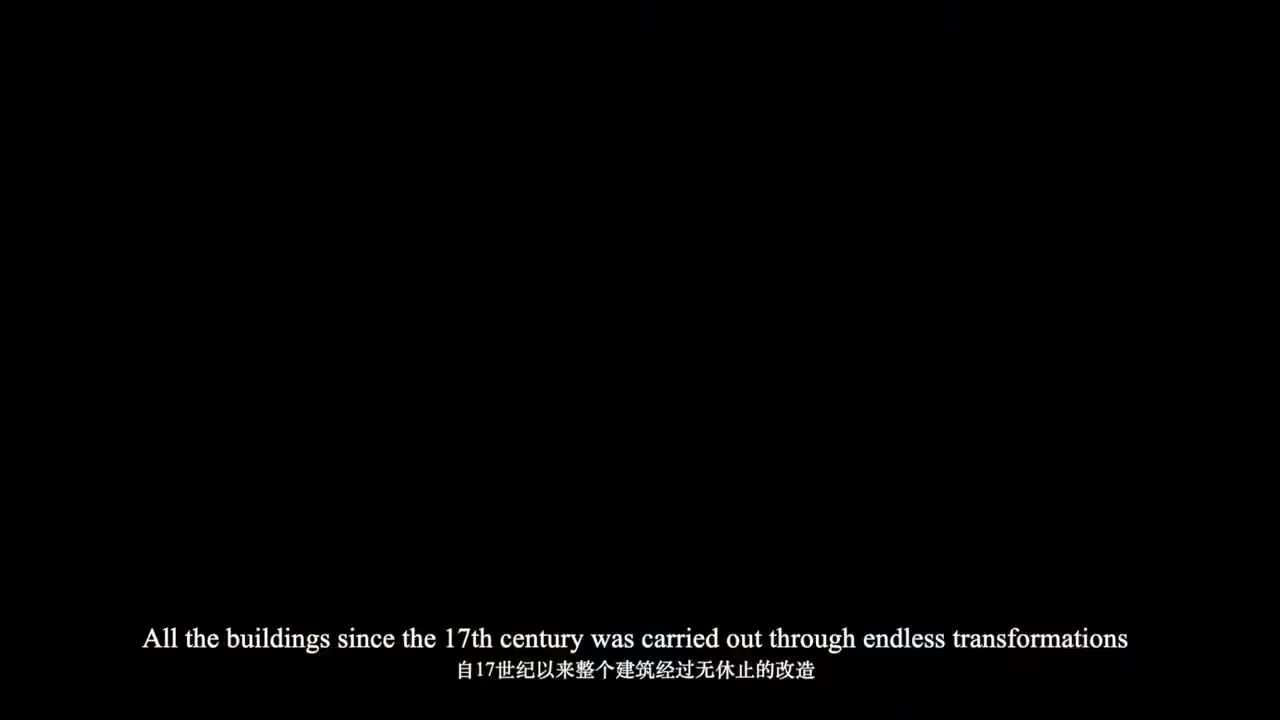 All the buildings since the 17th century was carried out through endless transformations
自17世纪以来整个建筑经过无休止的改造